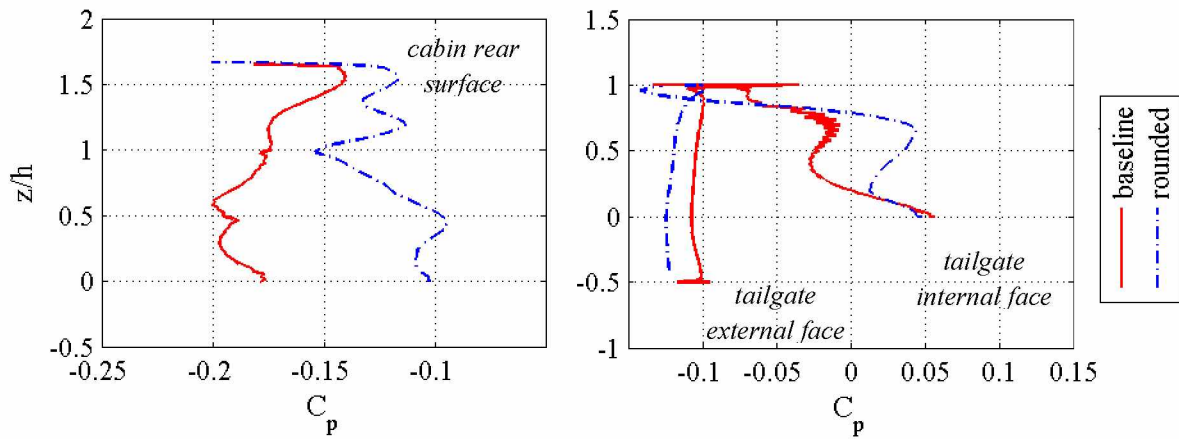 2
1.5
1
0.5
0
-0.5
z/h
-0.25
-0.2
-0.15
-0.1
C_p
cabin rear
surface
1.5
1
0.5
0
-0.5
-1
-0.1
-0.05
0
0.05
0.1
0.15
C_p
tailgate
external face
tailgate
internal face
baseline
rounded